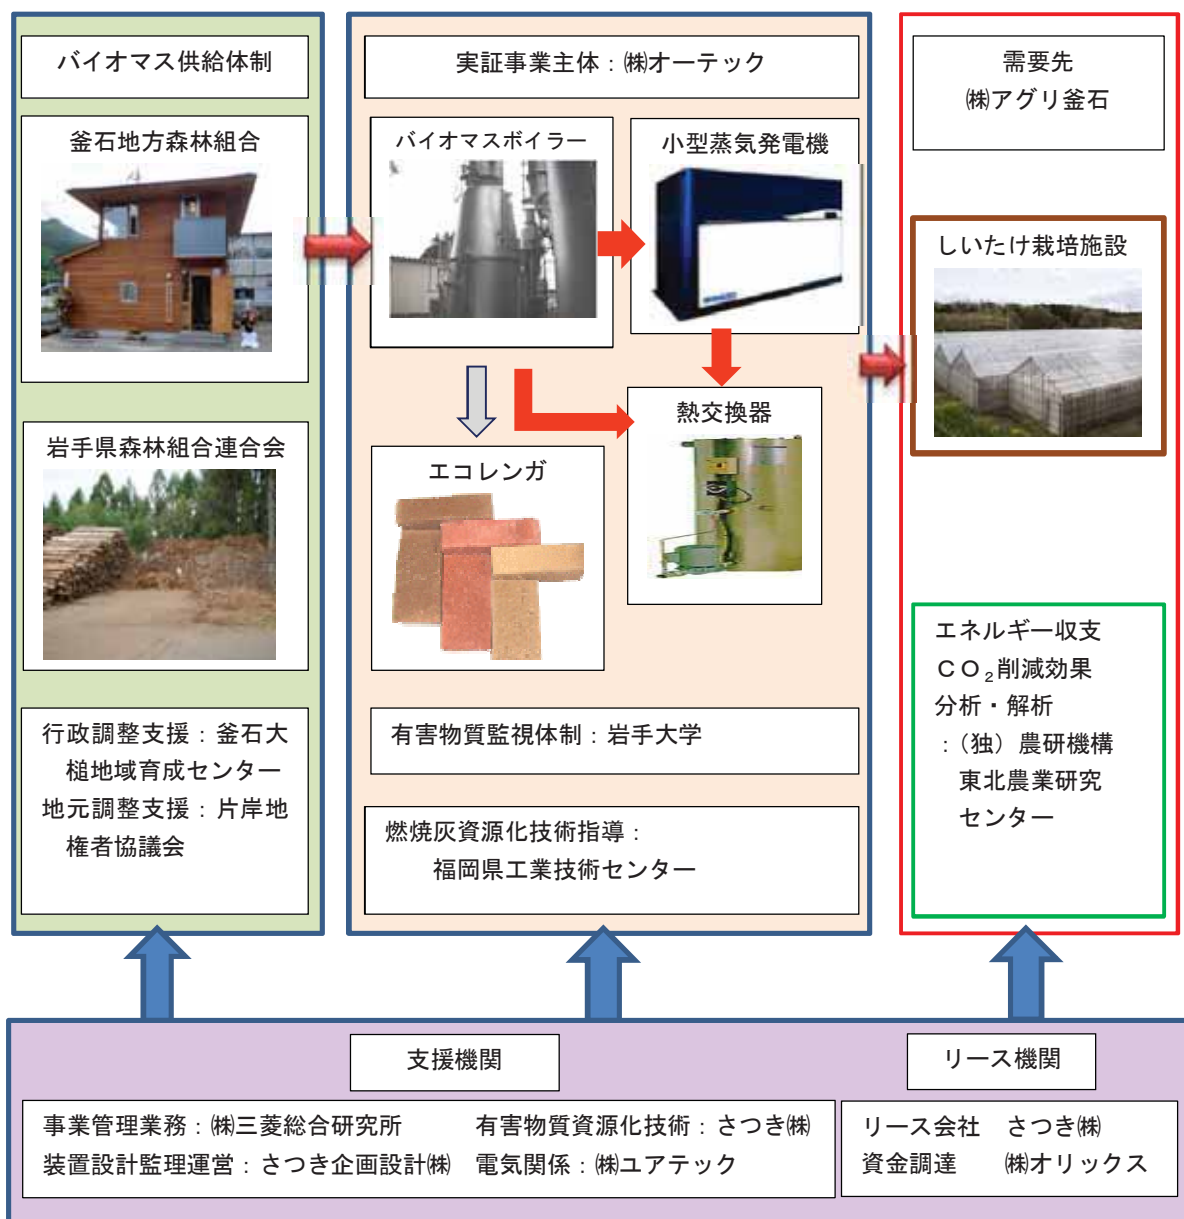 バイオマス供給体制
釜石地方森林組合
岩手県森林組合連合会
行政調整支援：釜石大
槌地域育成センター
地元調整支援：片岸地
権者協議会
実証事業主体：㈱オーテック
バイオマスボイラー
小型蒸気発電機
エコレンガ
熱交換器
有害物質監視体制：岩手大学
燃焼灰資源化技術指導：
福岡県工業技術センター
需要先
㈱アグリ釜石
しいたけ栽培施設
エネルギー収支
ＣＯ₂削減効果
分析・解析
：（独）農研機構
東北農業研究
センター
支援機関
事業管理業務：㈱三菱総合研究所
装置設計監理運営：さつき企画設計㈱
有害物質資源化技術：さつき㈱
電気関係：㈱ユアテック
リース機関
リース会社　さつき㈱
資金調達　㈱オリックス